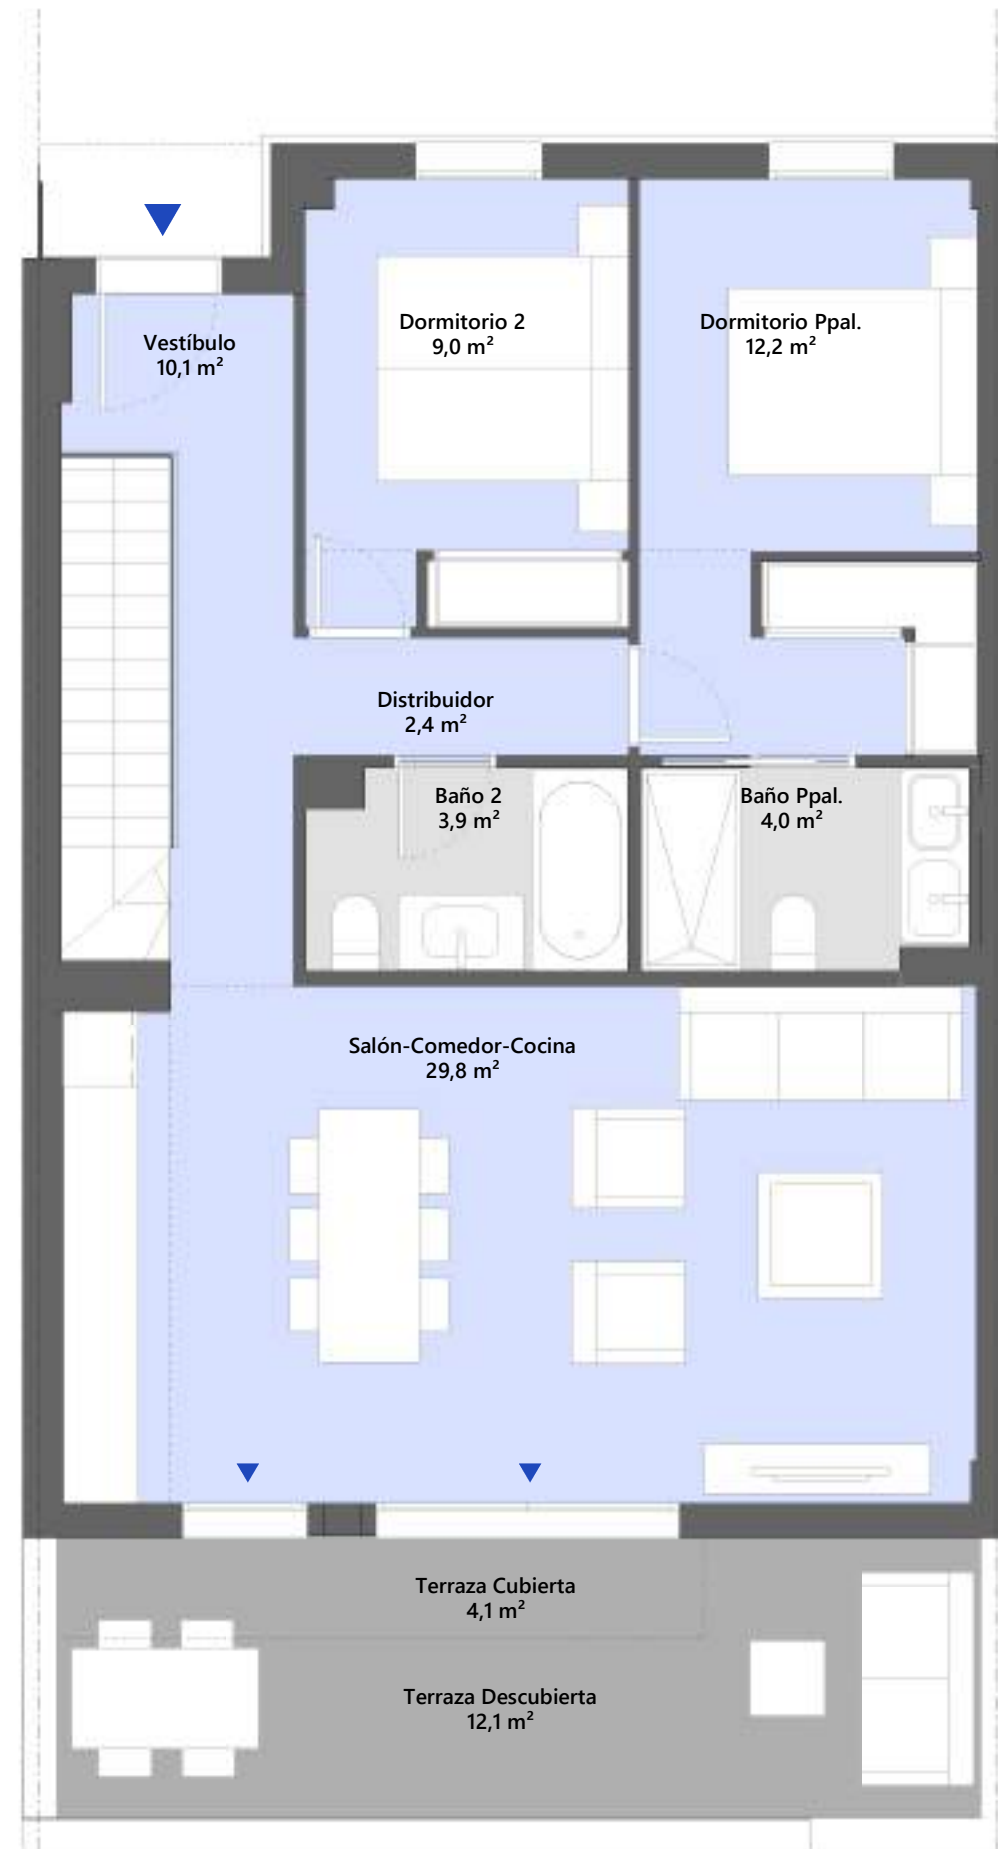 Vestíbulo
10,1 m²
Dormitorio 2
9,0 m²
Dormitorio Ppal.
12,2 m²
Distribuidor
2,4 m²
Baño 2
3,9 m²
Baño Ppal.
4,0 m²
Salón-Comedor-Cocina
29,8 m²
Terraza Cubierta
4,1 m²
Terraza Descubierta
12,1 m²